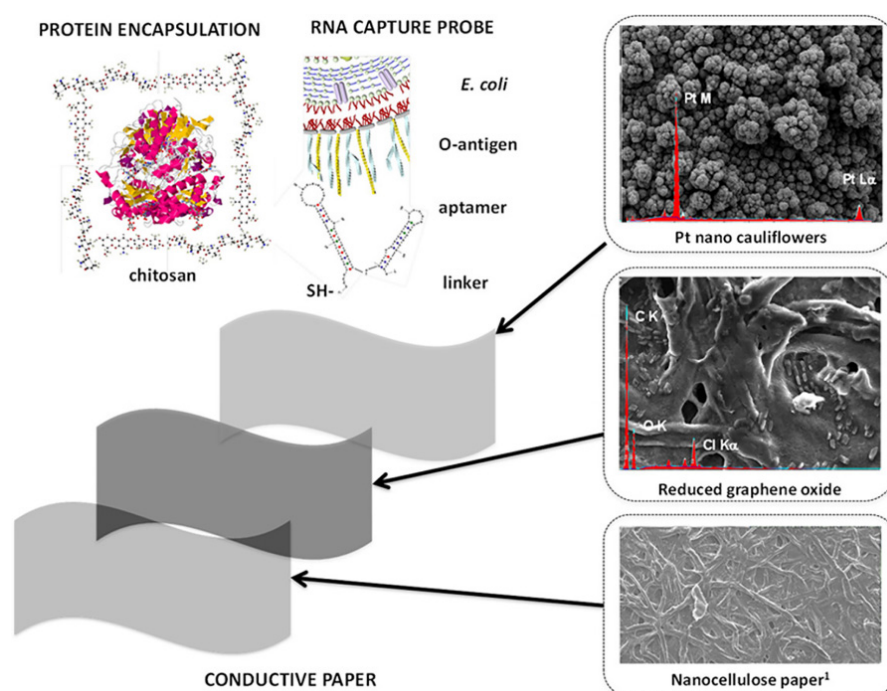 PROTEIN ENCAPSULATION
RNA CAPTURE PROBE
E. coli
O-antigen
aptamer
linker
SH-
chitosan
Pt M
Pt Lα
Pt nano cauliflowers
C K
O K
Cl Kα
Reduced graphene oxide
Nanocellulose paper¹
CONDUCTIVE PAPER